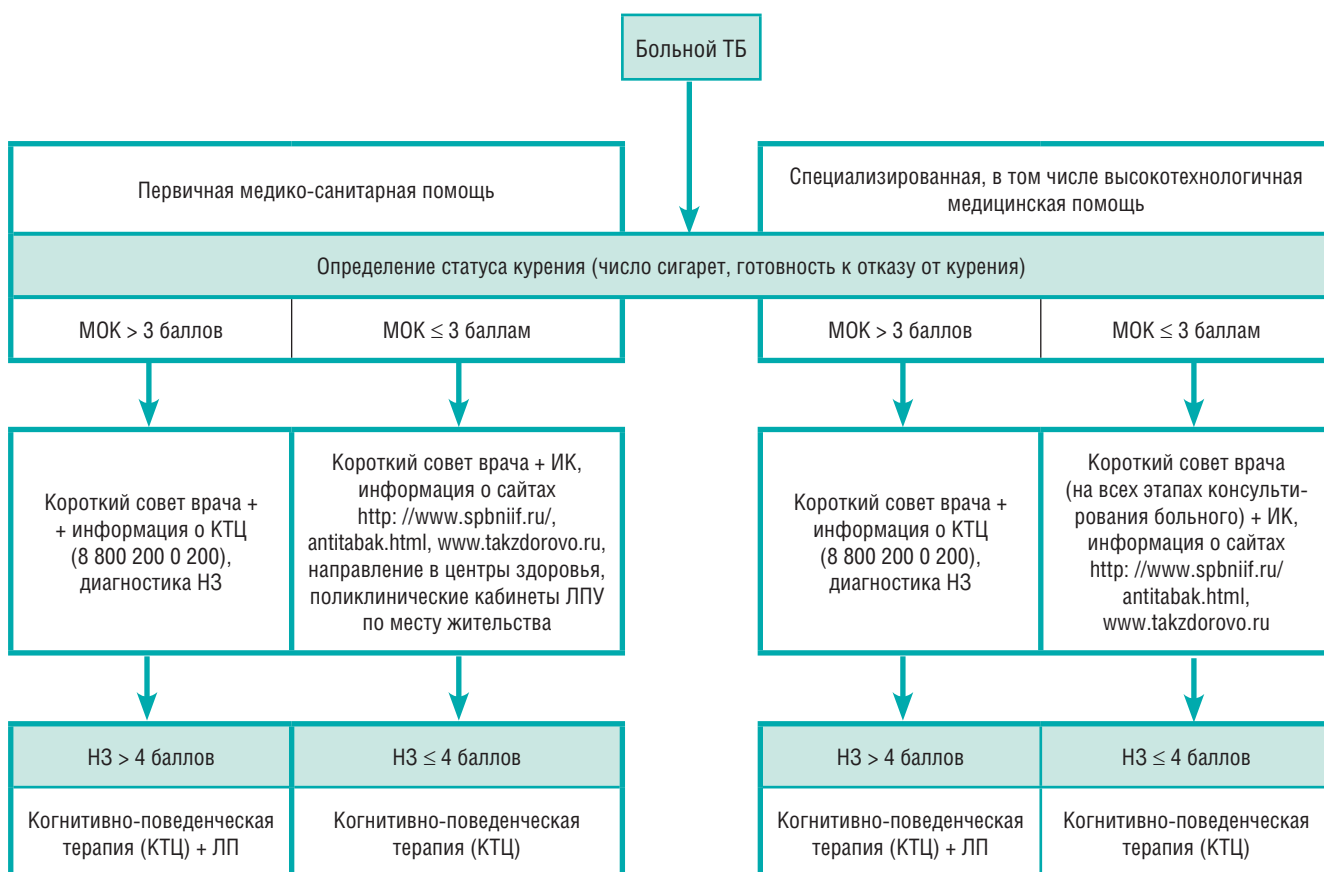 Больной ТБ
Первичная медико-санитарная помощь
Специализированная, в том числе высокотехнологичная
медицинская помощь
Определение статуса курения (число сигарет, готовность к отказу от курения)
МОК > 3 баллов
МОК ≤ 3 баллам
МОК > 3 баллов
МОК ≤ 3 баллам
Короткий совет врача +
+ информация о КТЦ
(8 800 200 0 200),
диагностика НЗ
Короткий совет врача + ИК,
информация о сайтах
http: //www.spbniif.ru/,
antitabak.html, www.takzdorovo.ru,
направление в центры здоровья,
поликлинические кабинеты ЛПУ
по месту жительства
Короткий совет врача +
информация о КТЦ
(8 800 200 0 200),
диагностика НЗ
Короткий совет врача
(на всех этапах консульти-
рования больного) + ИК,
информация о сайтах
http: //www.spbniif.ru/
antitabak.html,
www.takzdorovo.ru
НЗ > 4 баллов
НЗ ≤ 4 баллов
НЗ > 4 баллов
НЗ ≤ 4 баллов
Когнитивно-поведенческая
терапия (КТЦ) + ЛП
Когнитивно-поведенческая
терапия (КТЦ)
Когнитивно-поведенческая
терапия (КТЦ) + ЛП
Когнитивно-поведенческая
терапия (КТЦ)